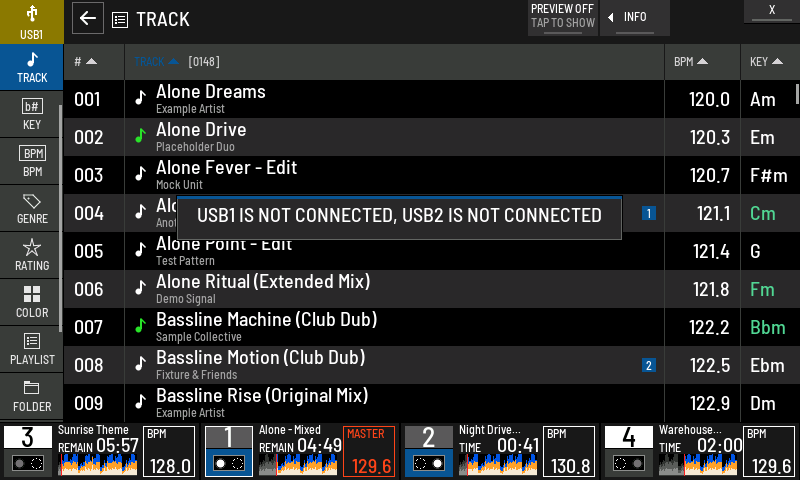 USB1
TRACK
PREVIEW OFF
TAP TO SHOW
INFO
X
# TRACK [0148] BPM KEY
TRACK
b#
KEY
BPM
BPM
GENRE
RATING
COLOR
PLAYLIST
FOLDER
001 Alone Dreams 120.0 Am
Example Artist
002 Alone Drive 120.3 Em
Placeholder Duo
003 Alone Fever - Edit 120.7 F#m
Mock Unit
004 1 121.1 Cm
USB1 IS NOT CONNECTED, USB2 IS NOT CONNECTED
005 Alone Point - Edit 121.4 G
Test Pattern
006 Alone Ritual (Extended Mix) 121.8 Fm
Demo Signal
007 Bassline Machine (Club Dub) 122.2 Bbm
Sample Collective
008 Bassline Motion (Club Dub) 2 122.5 Ebm
Fixture & Friends
009 Bassline Rise (Original Mix) 122.9 Dm
Example Artist
3 Sunrise Theme
REMAIN 05:57
BPM
128.0
1 Alone - Mixed
REMAIN 04:49
MASTER
129.6
2 Night Drive...
TIME 00:41
BPM
130.8
4 Warehouse...
TIME 02:00
BPM
129.6